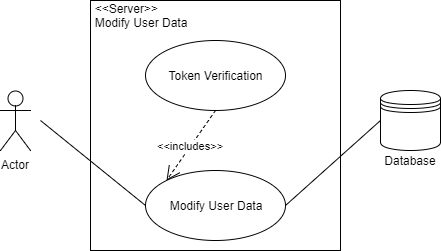 <<Server>>
Modify User Data
Token Verification
<<includes>>
Actor
Database
Modify User Data